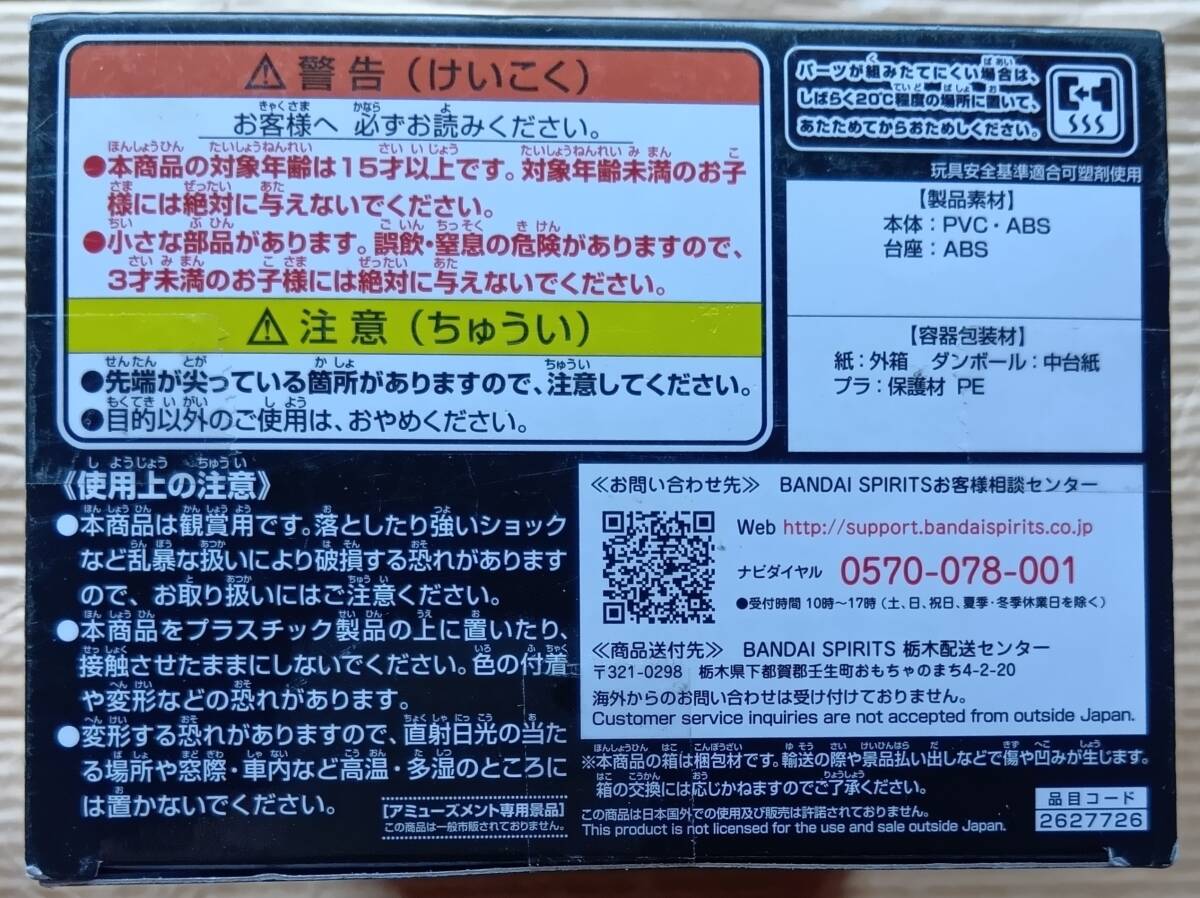 ⚠警告（けいこく）
お客様へ 必ずお読みください。
●本商品の対象年齢は15才以上です。対象年齢未満のお子
様には絶対に与えないでください。
●小さな部品があります。誤飲・窒息の危険がありますので、
3才未満のお子様には絶対に与えないでください。
⚠注意（ちゅうい）
●先端が尖っている箇所がありますので、注意してください。
●目的以外のご使用は、おやめください。
パーツが組みたてにくい場合は、
しばらく20℃程度の場所に置いて、
あたためてからおためしください。
玩具安全基準適合可塑剤使用
【製品素材】
本体：PVC・ABS
台座：ABS
【容器包装材】
紙：外箱 ダンボール：中台紙
プラ：保護材 PE
《使用上の注意》
●本商品は観賞用です。落としたり強いショック
など乱暴な扱いにより破損する恐れがあります
ので、お取り扱いにはご注意ください。
●本商品をプラスチック製品の上に置いたり、
接触させたままにしないでください。色の付着
や変形などの恐れがあります。
●変形する恐れがありますので、直射日光の当た
る場所や窓際・車内など高温・多湿のところに
は置かないでください。
【アミューズメント専用景品】
この商品は一般市販されておりません。
≪お問い合わせ先≫ BANDAI SPIRITSお客様相談センター
Web http://support.bandaispirits.co.jp
ナビダイヤル 0570-078-001
●受付時間 10時～17時（土、日、祝日、夏季・冬季休業日を除く）
≪商品送付先≫ BANDAI SPIRITS 栃木配送センター
〒321-0298 栃木県下都賀郡壬生町おもちゃのまち4-2-20
海外からのお問い合わせは受け付けておりません。
Customer service inquiries are not accepted from outside Japan.
※本商品の箱は梱包材です。輸送の際や景品払い出しなどで傷や凹みが生じます。
箱の交換には応じかねますのでご了承ください。
この商品は日本国外での使用及び販売は許諾されておりません。
This product is not licensed for the use and sale outside Japan.
品目コード
2627726